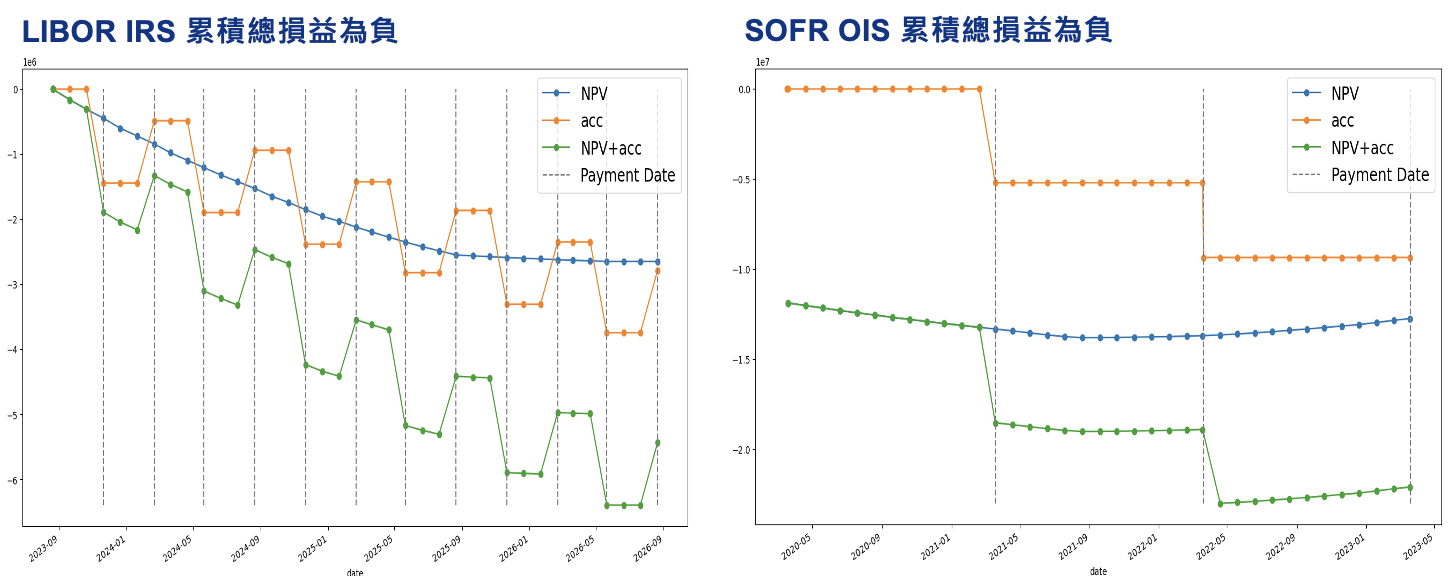 LIBOR IRS 累積總損益為負
1e6
0
−1
−2
−3
−4
−5
−6
NPV
acc
NPV+acc
Payment Date
2023-09
2024-01
2024-05
2024-09
2025-01
2025-05
2025-09
2026-01
2026-05
2026-09
date
SOFR OIS 累積總損益為負
1e7
0.0
−0.5
−1.0
−1.5
−2.0
NPV
acc
NPV+acc
Payment Date
2020-05
2020-09
2021-01
2021-05
2021-09
2022-01
2022-05
2022-09
2023-01
2023-05
date